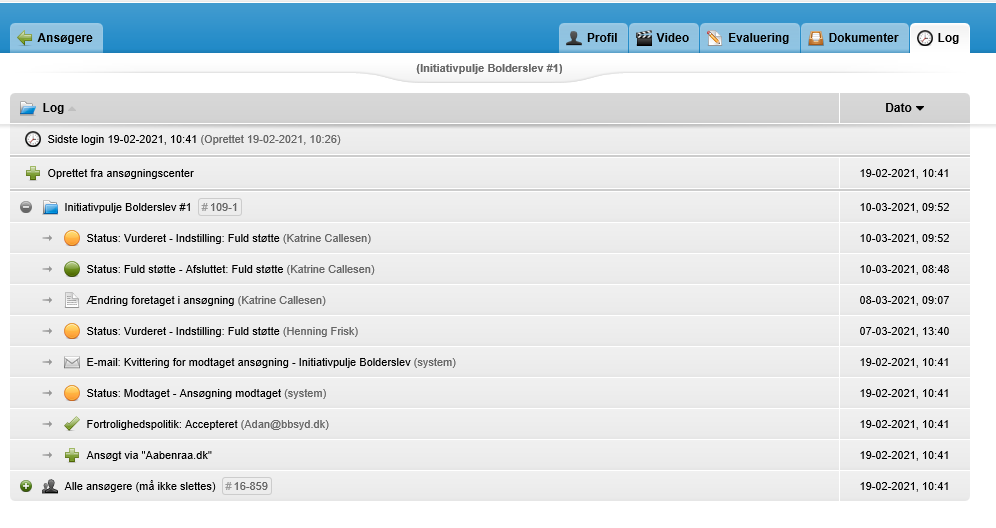 Ansøgere
Profil
Video
Evaluering
Dokumenter
Log
(Initiativpulje Bolderslev #1)
Log Dato
Sidste login 19-02-2021, 10:41 (Oprettet 19-02-2021, 10:26)
Oprettet fra ansøgningscenter 19-02-2021, 10:41
Initiativpulje Bolderslev #1 # 109-1 10-03-2021, 09:52
Status: Vurderet - Indstilling: Fuld støtte (Katrine Callesen) 10-03-2021, 09:52
Status: Fuld støtte - Afsluttet: Fuld støtte (Katrine Callesen) 10-03-2021, 08:48
Ændring foretaget i ansøgning (Katrine Callesen) 08-03-2021, 09:07
Status: Vurderet - Indstilling: Fuld støtte (Henning Frisk) 07-03-2021, 13:40
E-mail: Kvittering for modtaget ansøgning - Initiativpulje Bolderslev (system) 19-02-2021, 10:41
Status: Modtaget - Ansøgning modtaget (system) 19-02-2021, 10:41
Fortrolighedspolitik: Accepteret (Adan@bbsyd.dk) 19-02-2021, 10:41
Ansøgt via "Aabenraa.dk" 19-02-2021, 10:41
Alle ansøgere (må ikke slettes) # 16-859 19-02-2021, 10:41